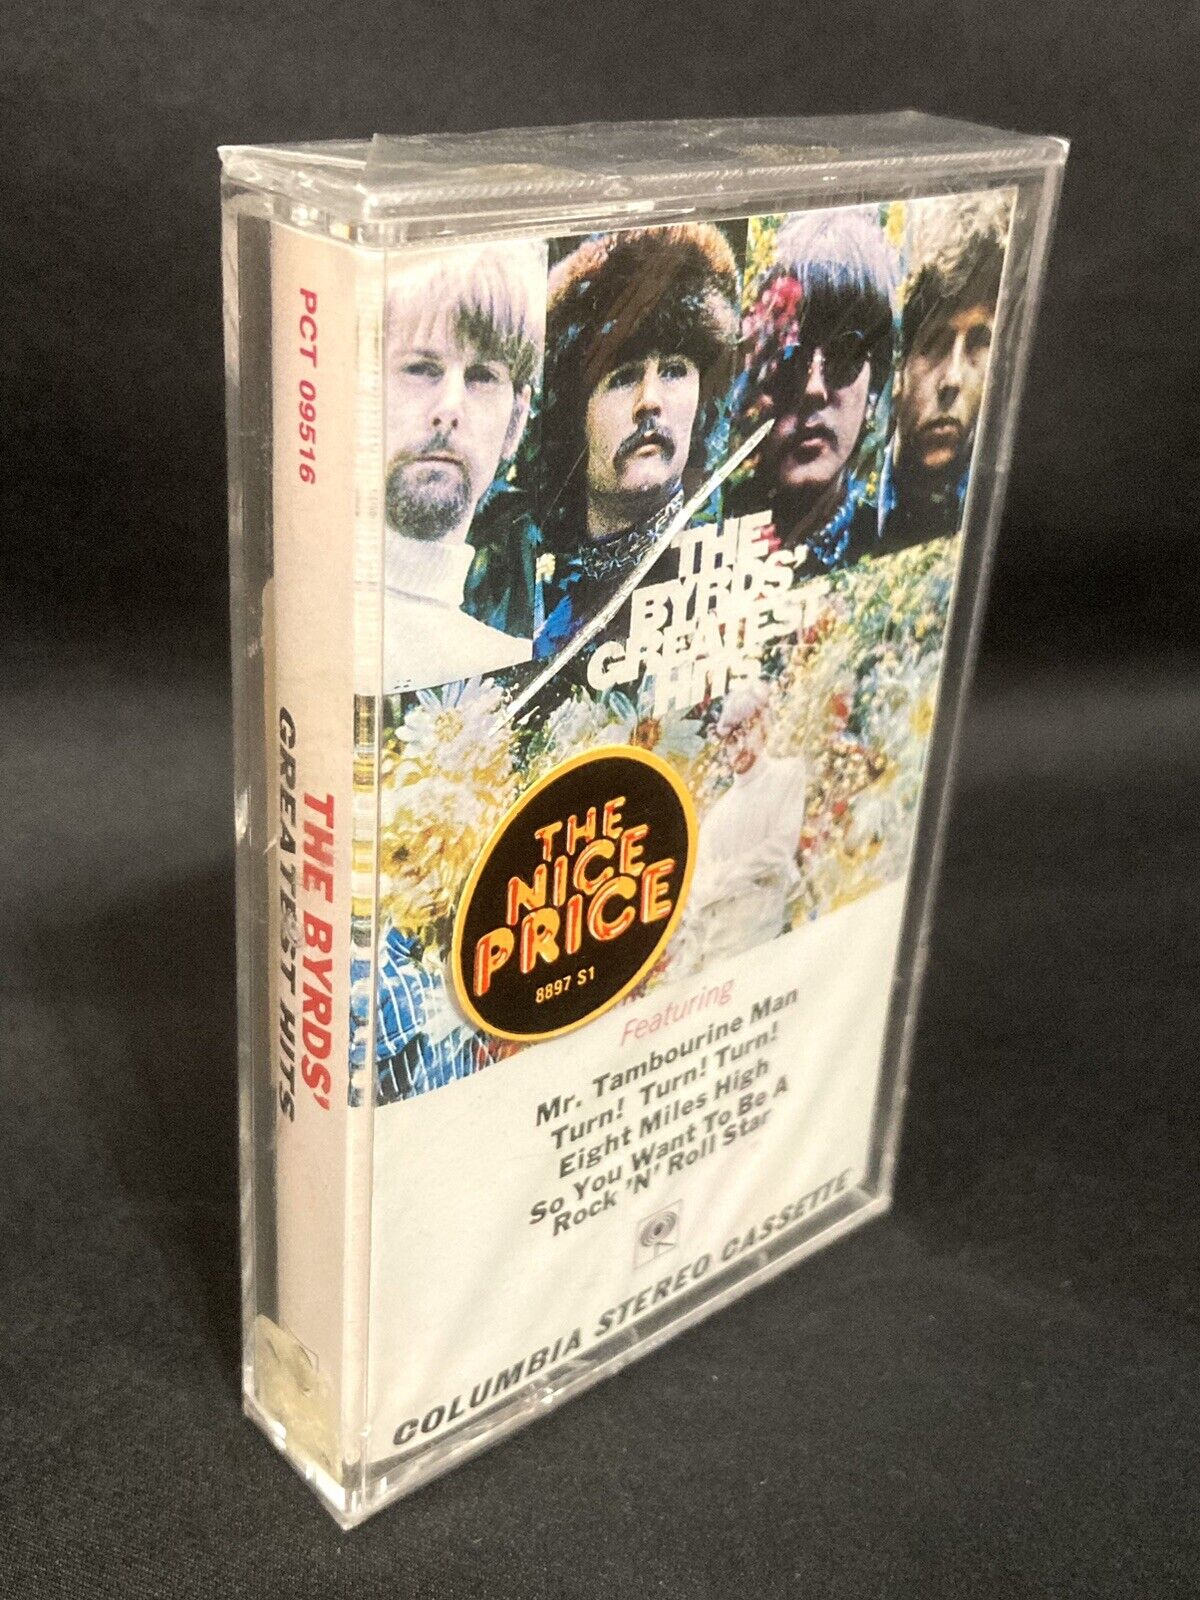 PCT 09516
THE BYRDS'
GREATEST HITS
THE
BYRDS'
GREATEST
HITS
THE
NICE
PRICE
8897 S1
Featuring
Mr. Tambourine Man
Turn! Turn! Turn!
Eight Miles High
So You Want To Be A
Rock 'N' Roll Star
COLUMBIA STEREO CASSETTE